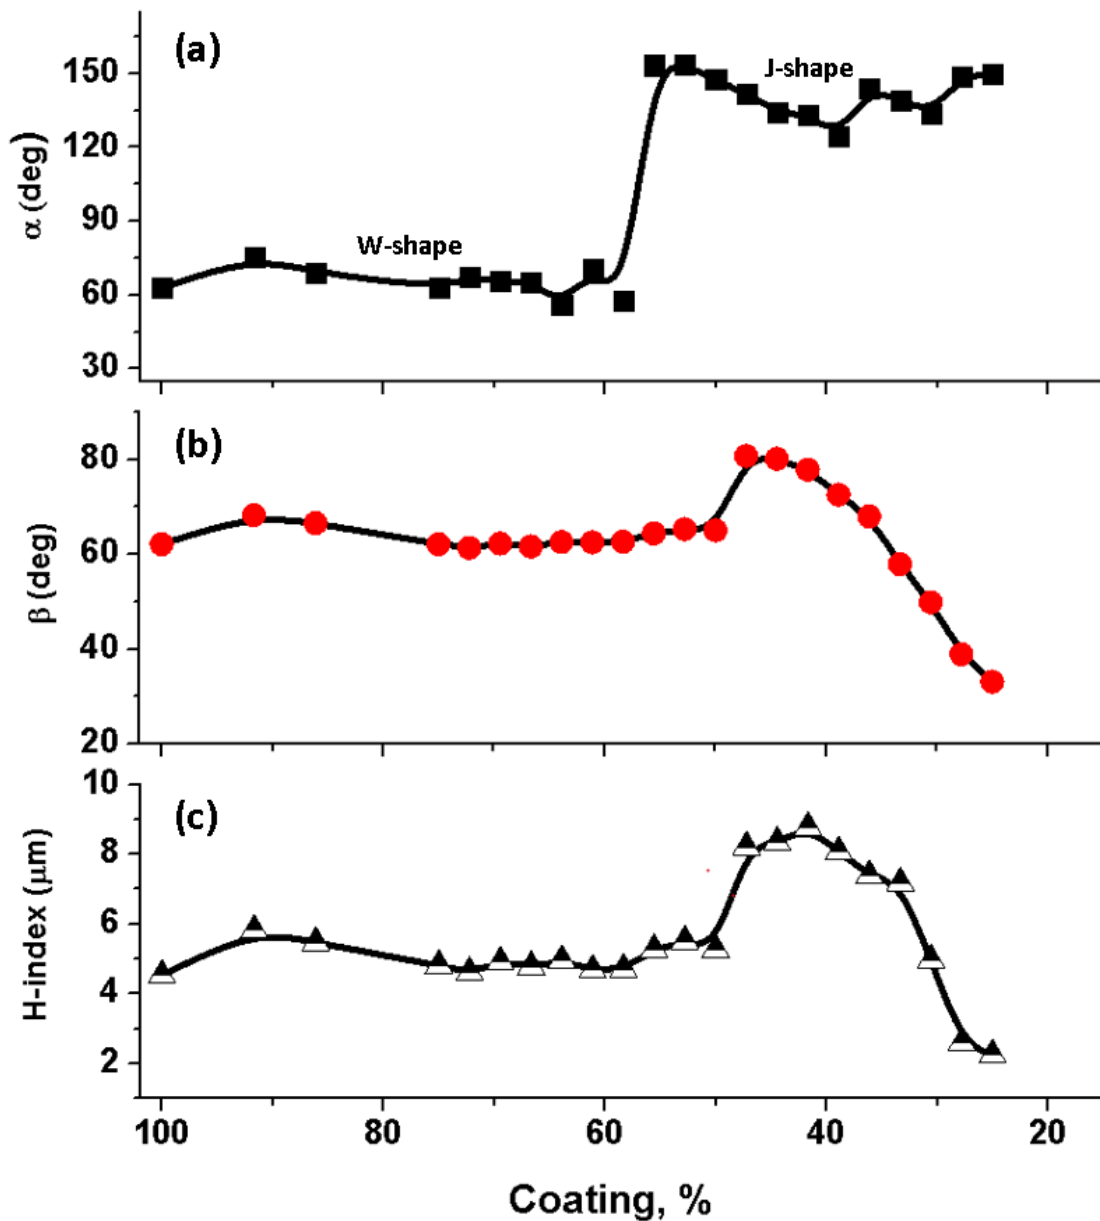 (a)
W-shape
J-shape
α (deg)
150
120
90
60
30
(b)
β (deg)
80
60
40
20
(c)
H-index (μm)
10
8
6
4
2
100 80 60 40 20
Coating, %